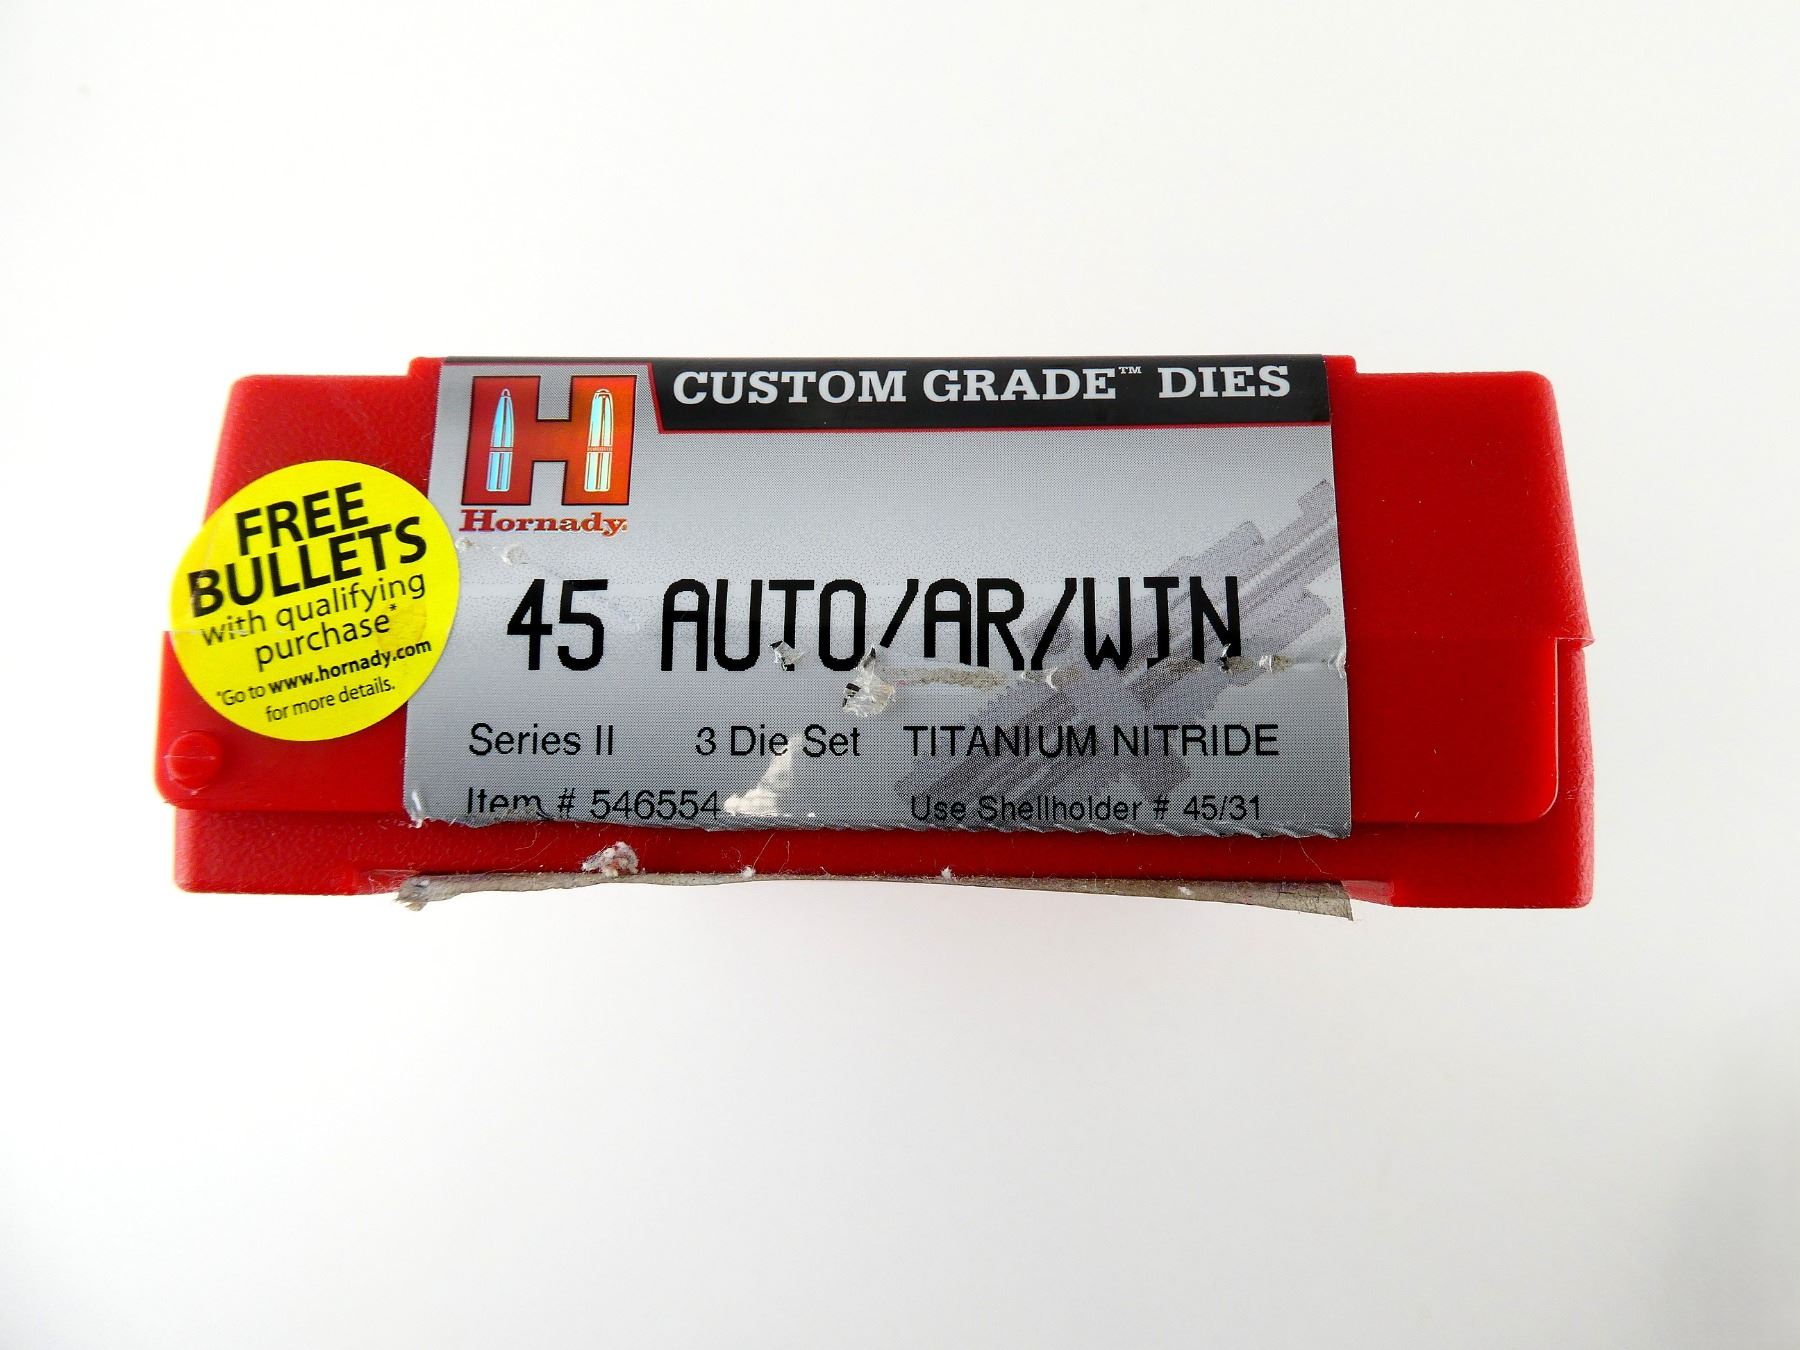 CUSTOM GRADE™ DIES
H
Hornady
FREE
BULLETS
with qualifying
purchase*
*Go to www.hornady.com
for more details.
45 AUTO/AR/WIN
Series II 3 Die Set TITANIUM NITRIDE
Item # 546554 Use Shellholder # 45/31